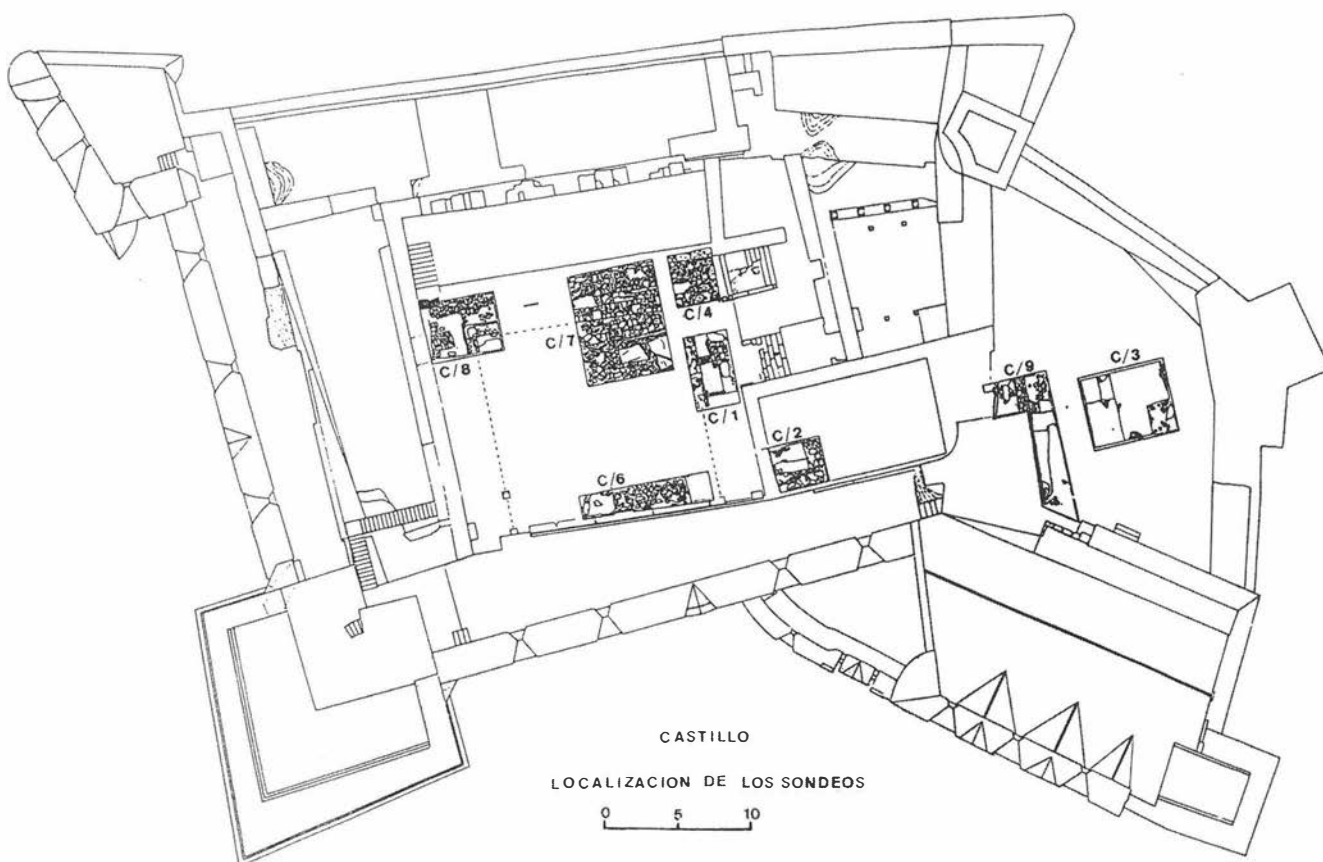 C/4
C/7
C/8
C/1
C/9
C/3
C/2
C/6
CASTILLO
LOCALIZACION DE LOS SONDEOS
0 5 10